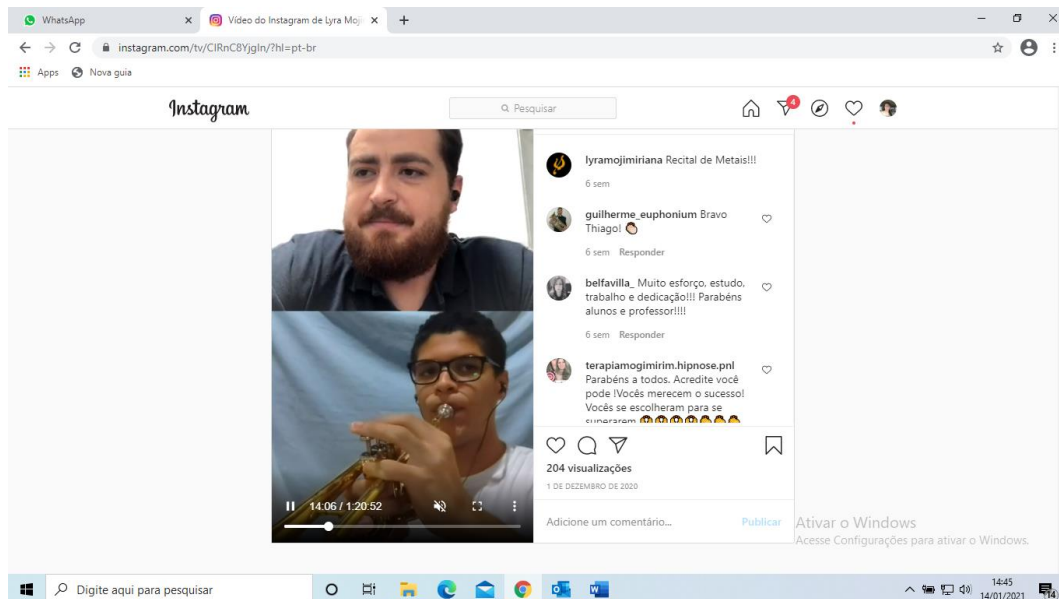 WhatsApp
Vídeo do Instagram de Lyra Moji
instagram.com/tv/CIRnC8YjgIn/?hl=pt-br
Apps
Nova guia
Instagram
Pesquisar
4
lyramojimiriana Recital de Metais!!!
6 sem
guilherme_euphonium Bravo
Thiago!
6 sem Responder
belfavilla_ Muito esforço, estudo,
trabalho e dedicação!!! Parabéns
alunos e professor!!!!
6 sem Responder
terapiamogimirim.hipnose.pnl
Parabéns a todos. Acredite você
pode !Vocês merecem o sucesso!
Vocês se escolheram para se
superarem
204 visualizações
1 DE DEZEMBRO DE 2020
Adicione um comentário... Publicar
14:06 / 1:20:52
Ativar o Windows
Acesse Configurações para ativar o Windows.
Digite aqui para pesquisar
14:45
14/01/2021
14